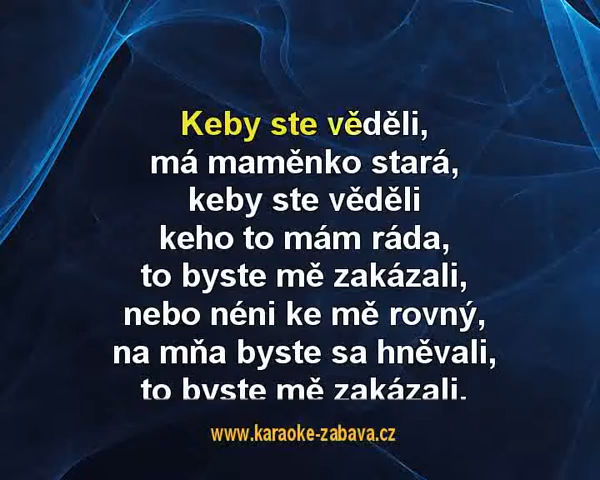 Keby ste věděli,
má maměnko stará,
keby ste věděli
keho to mám ráda,
to byste mě zakázali,
nebo néni ke mě rovný,
na mňa byste sa hněvali,
to byste mě zakázali.
www.karaoke-zabava.cz